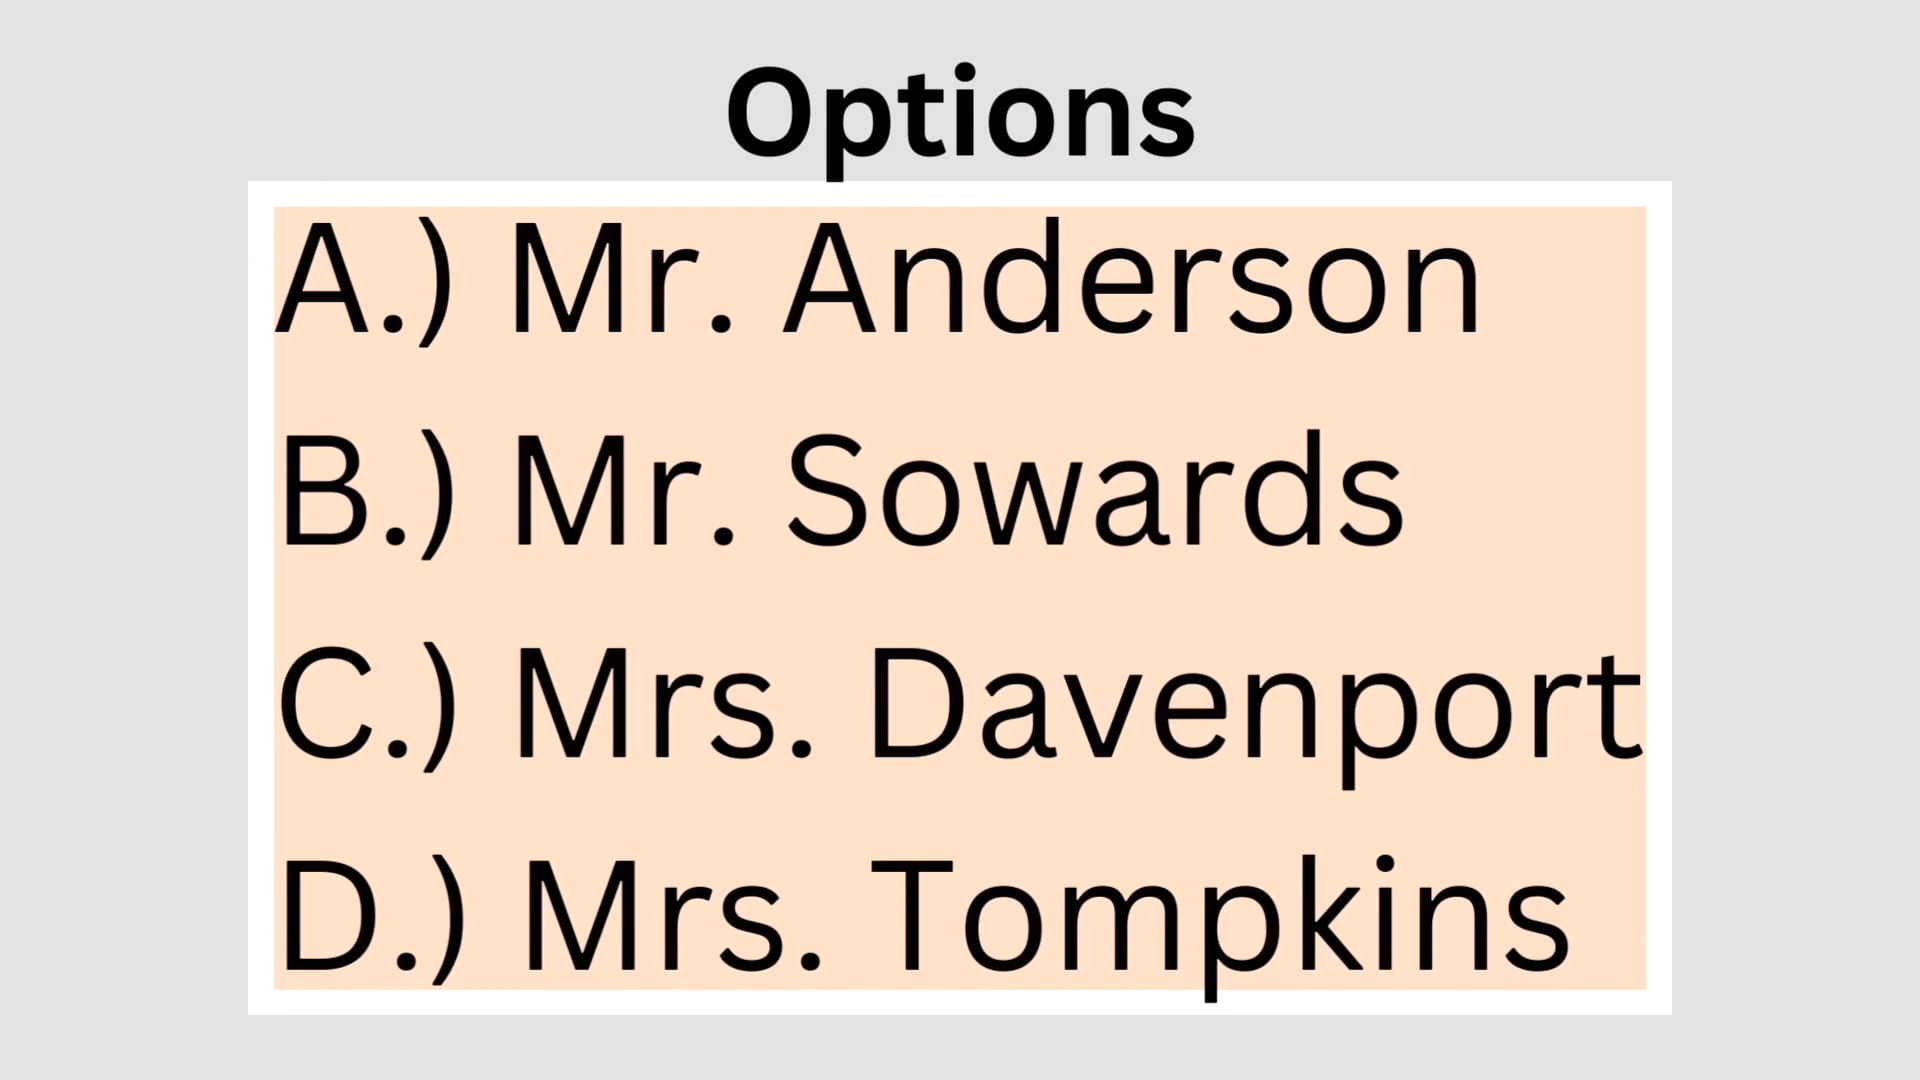 Options
A.) Mr. Anderson
B.) Mr. Sowards
C.) Mrs. Davenport
D.) Mrs. Tompkins